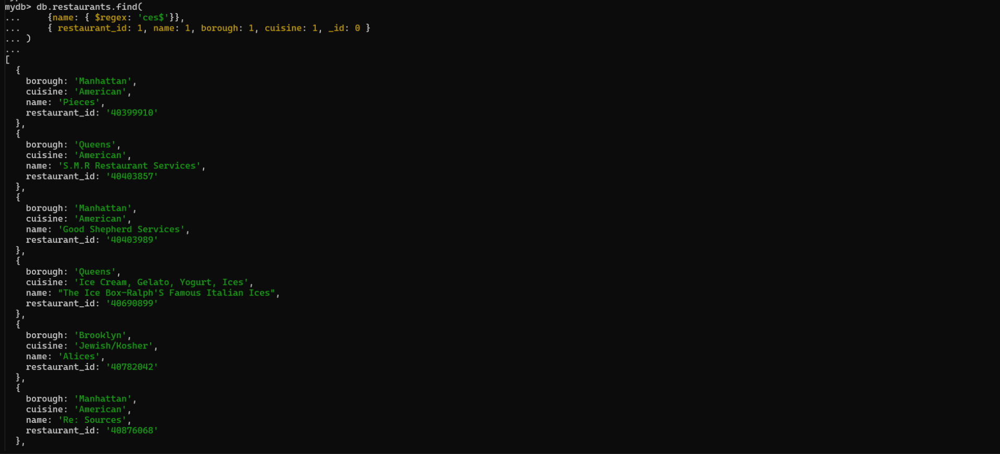 mydb> db.restaurants.find(
...     {name: { $regex: 'ces$'}},
...     { restaurant_id: 1, name: 1, borough: 1, cuisine: 1, _id: 0 }
... )
...
[
  {
    borough: 'Manhattan',
    cuisine: 'American',
    name: 'Pieces',
    restaurant_id: '40399910'
  },
  {
    borough: 'Queens',
    cuisine: 'American',
    name: 'S.M.R Restaurant Services',
    restaurant_id: '40403857'
  },
  {
    borough: 'Manhattan',
    cuisine: 'American',
    name: 'Good Shepherd Services',
    restaurant_id: '40403989'
  },
  {
    borough: 'Queens',
    cuisine: 'Ice Cream, Gelato, Yogurt, Ices',
    name: "The Ice Box-Ralph'S Famous Italian Ices",
    restaurant_id: '40690899'
  },
  {
    borough: 'Brooklyn',
    cuisine: 'Jewish/Kosher',
    name: 'Alices',
    restaurant_id: '40782042'
  },
  {
    borough: 'Manhattan',
    cuisine: 'American',
    name: 'Re: Sources',
    restaurant_id: '40876068'
  },